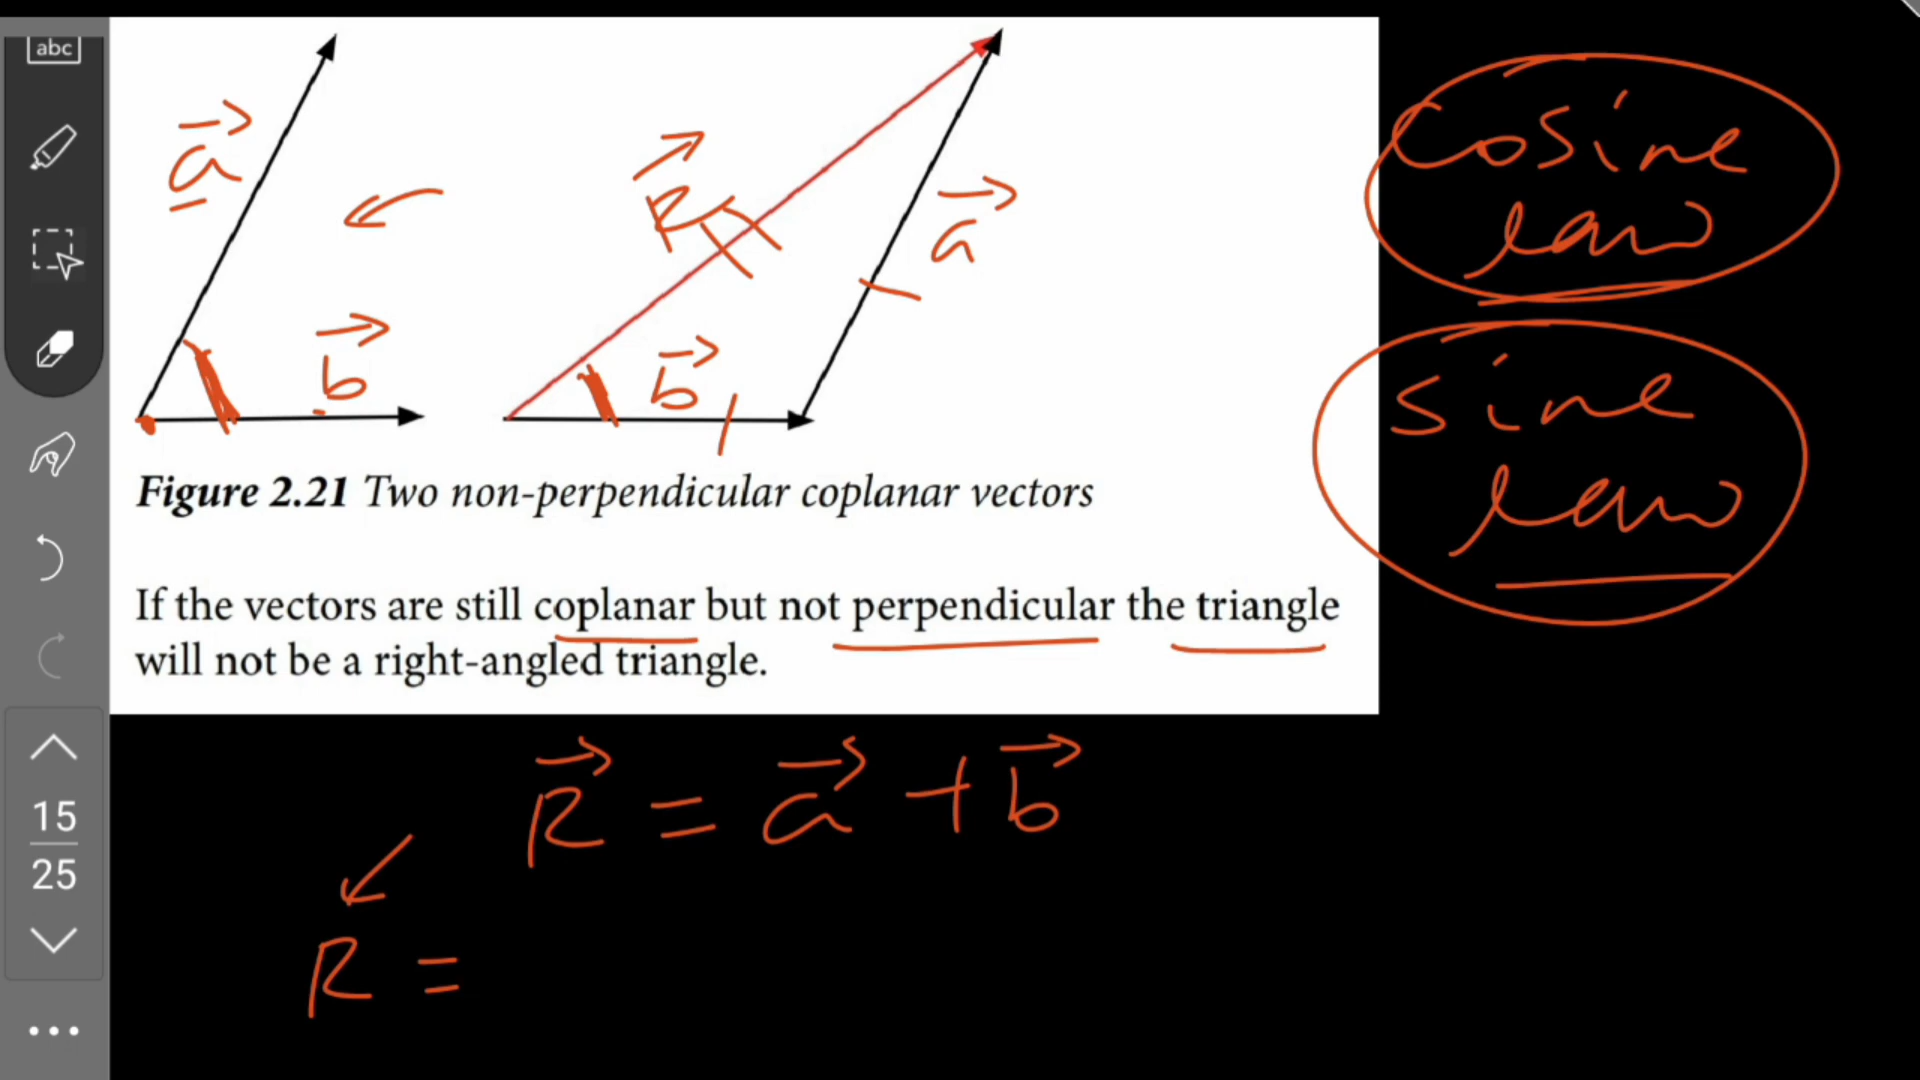 abc
a
b
R
a
b
Cosine
law
Sine
law
Figure 2.21 Two non-perpendicular coplanar vectors
If the vectors are still coplanar but not perpendicular the triangle
will not be a right-angled triangle.
R = a + b
R =
15
25